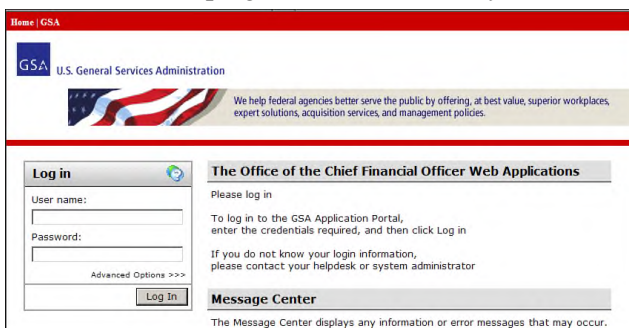 Home | GSA
GSA
U.S. General Services Administration
We help federal agencies better serve the public by offering, at best value, superior workplaces,
expert solutions, acquisition services, and management policies.
Log in
User name:
Password:
Advanced Options >>>
Log In
The Office of the Chief Financial Officer Web Applications
Please log in
To log in to the GSA Application Portal,
enter the credentials required, and then click Log in
If you do not know your login information,
please contact your helpdesk or system administrator
Message Center
The Message Center displays any information or error messages that may occur.